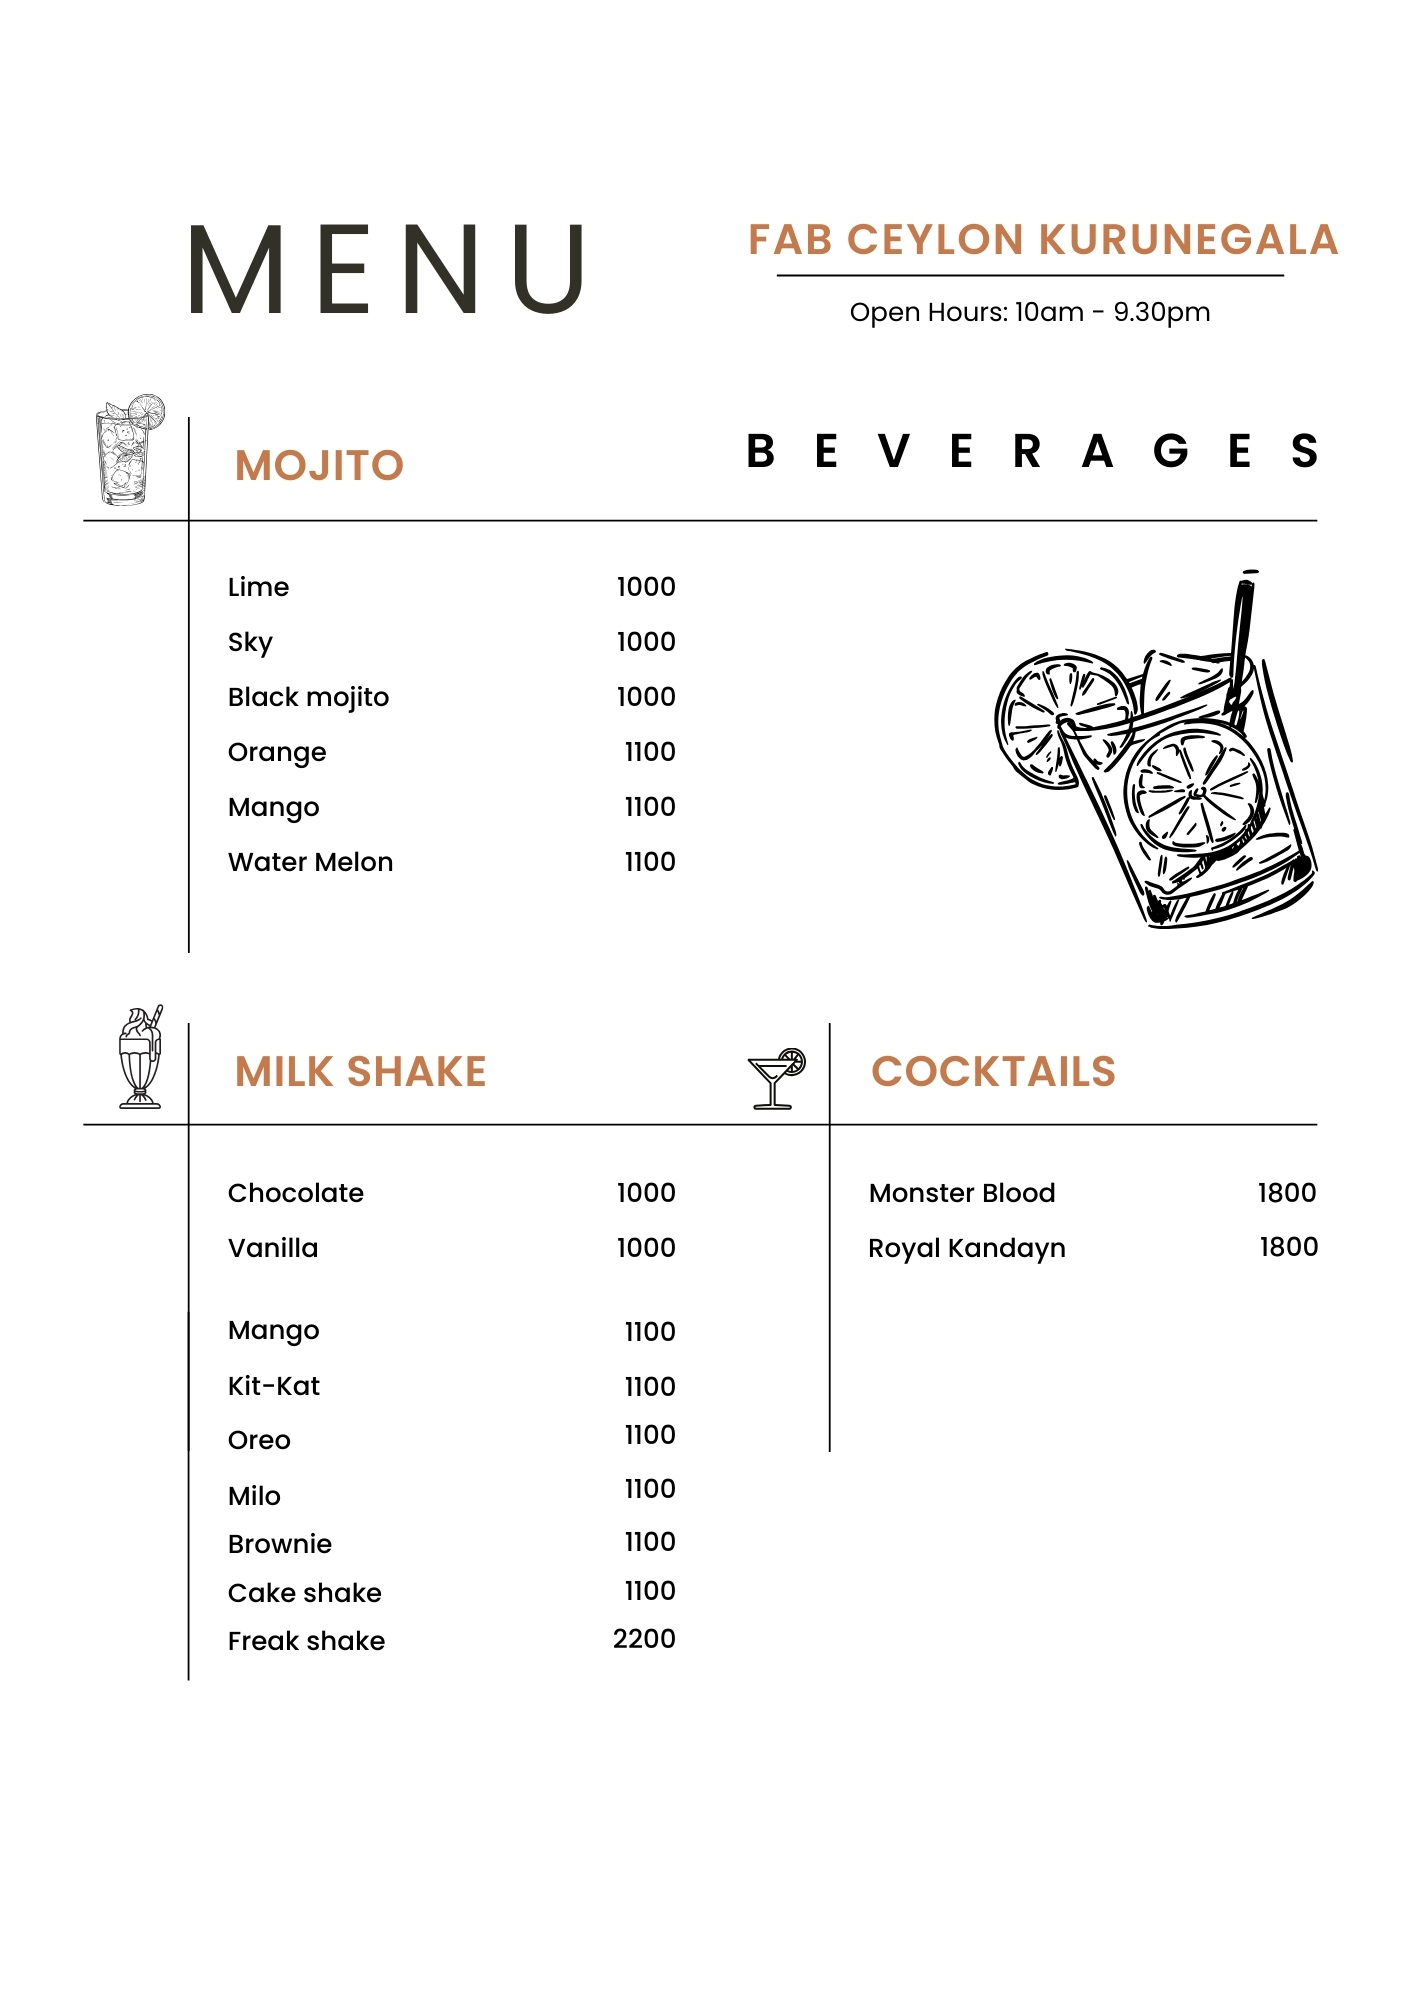 MENU
FAB CEYLON KURUNEGALA
Open Hours: 10am - 9.30pm
BEVERAGES
MOJITO
Lime 1000
Sky 1000
Black mojito 1000
Orange 1100
Mango 1100
Water Melon 1100
MILK SHAKE
Chocolate 1000
Vanilla 1000
Mango 1100
Kit-Kat 1100
Oreo 1100
Milo 1100
Brownie 1100
Cake shake 1100
Freak shake 2200
COCKTAILS
Monster Blood 1800
Royal Kandayn 1800